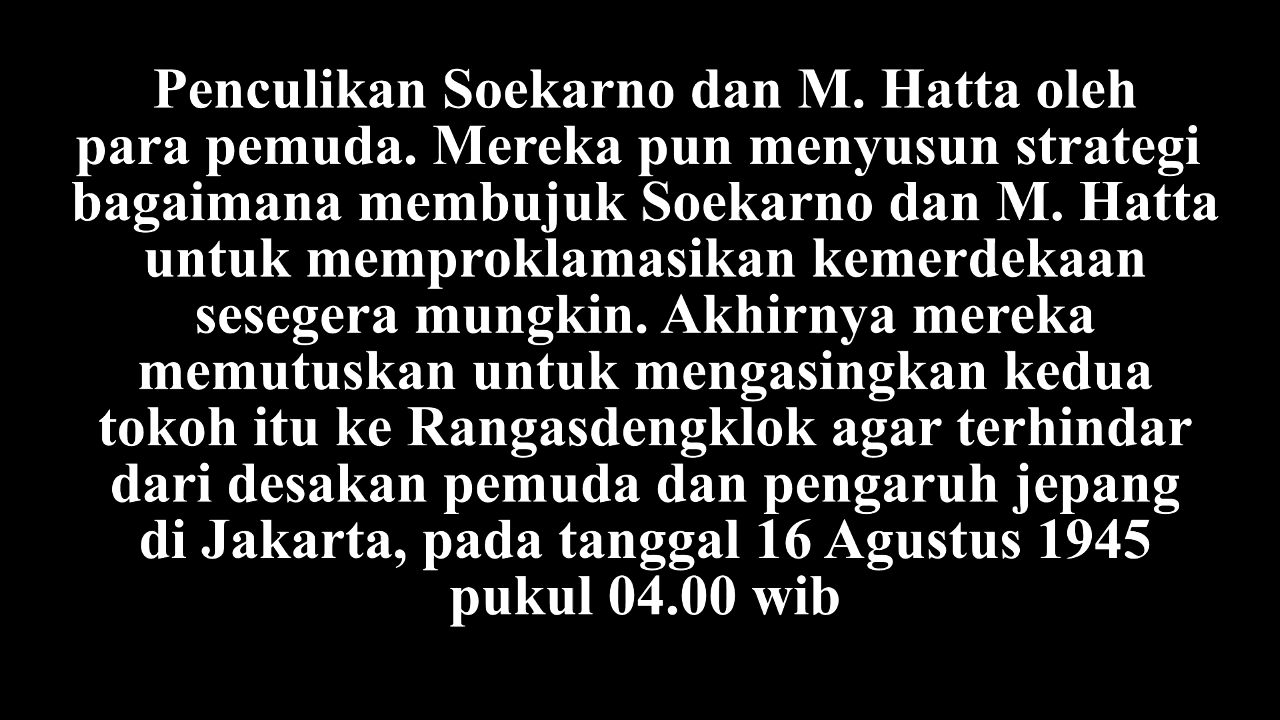 Penculikan Soekarno dan M. Hatta oleh
para pemuda. Mereka pun menyusun strategi
bagaimana membujuk Soekarno dan M. Hatta
untuk memproklamasikan kemerdekaan
sesegera mungkin. Akhirnya mereka
memutuskan untuk mengasingkan kedua
tokoh itu ke Rangasdengklok agar terhindar
dari desakan pemuda dan pengaruh jepang
di Jakarta, pada tanggal 16 Agustus 1945
pukul 04.00 wib